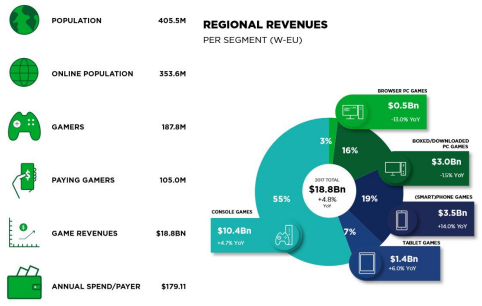 POPULATION 405.5M
ONLINE POPULATION 353.6M
GAMERS 187.8M
PAYING GAMERS 105.0M
GAME REVENUES $18.8BN
ANNUAL SPEND/PAYER $179.11
REGIONAL REVENUES
PER SEGMENT (W-EU)
BROWSER PC GAMES
$0.5Bn
-13.0% YoY
3%
BOXED/DOWNLOADED
PC GAMES
$3.0Bn
-1.5% YoY
16%
2017 TOTAL
$18.8Bn
+4.8%
YoY
(SMART)PHONE GAMES
$3.5Bn
+14.0% YoY
19%
TABLET GAMES
$1.4Bn
+6.0% YoY
7%
CONSOLE GAMES
$10.4Bn
+4.7% YoY
55%